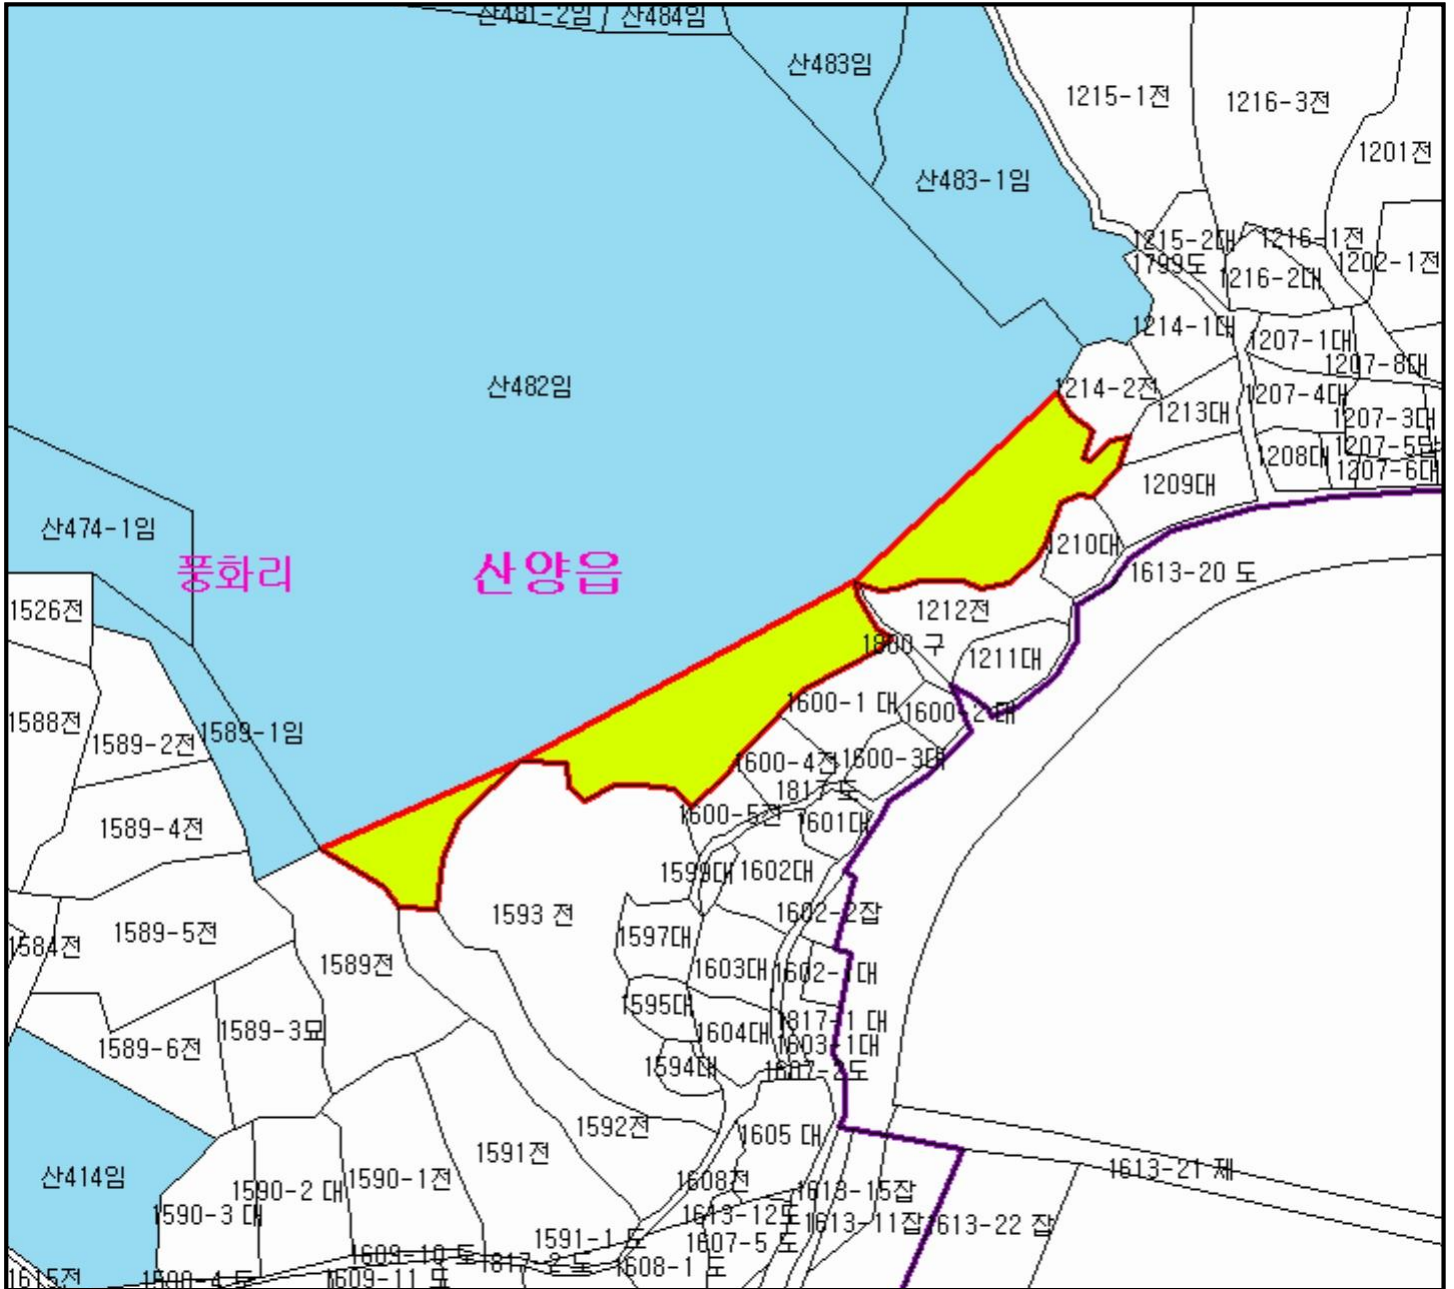 산481-2임
산484임
산483임
1215-1전
1216-3전
1201전
산483-1임
1215-2대
1216-1전
1799도
1216-2대
1202-1전
1214-1대
1207-1대
1207-8대
산482임
1214-2전
1213대
1207-4대
1207-3대
1207-5답
1208대
1207-6대
1209대
산474-1임
풍화리
산양읍
1210대
1613-20 도
1526전
1212전
1800 구
1211대
1588전
1589-2전
1589-1임
1600-1 대
1600-2 대
1600-4전
1600-3대
1817 도
1600-5전
1601대
1589-4전
1599대
1602대
1593 전
1602-2잡
1584전
1589-5전
1597대
1589전
1603대
1602-1대
1595대
1589-3묘
1604대
1817-1 대
1603-1대
1589-6전
1594대
1607-2도
1592전
1605 대
1591전
산414임
1590-2 대
1590-1전
1608전
1613-21 제
1613-15잡
1590-3 대
1613-12도
1613-11잡
1613-22 잡
1591-1 도
1607-5 도
1609-10 도
1817-2 도
1608-1 도
1615전
1590-4 도
1609-11 도